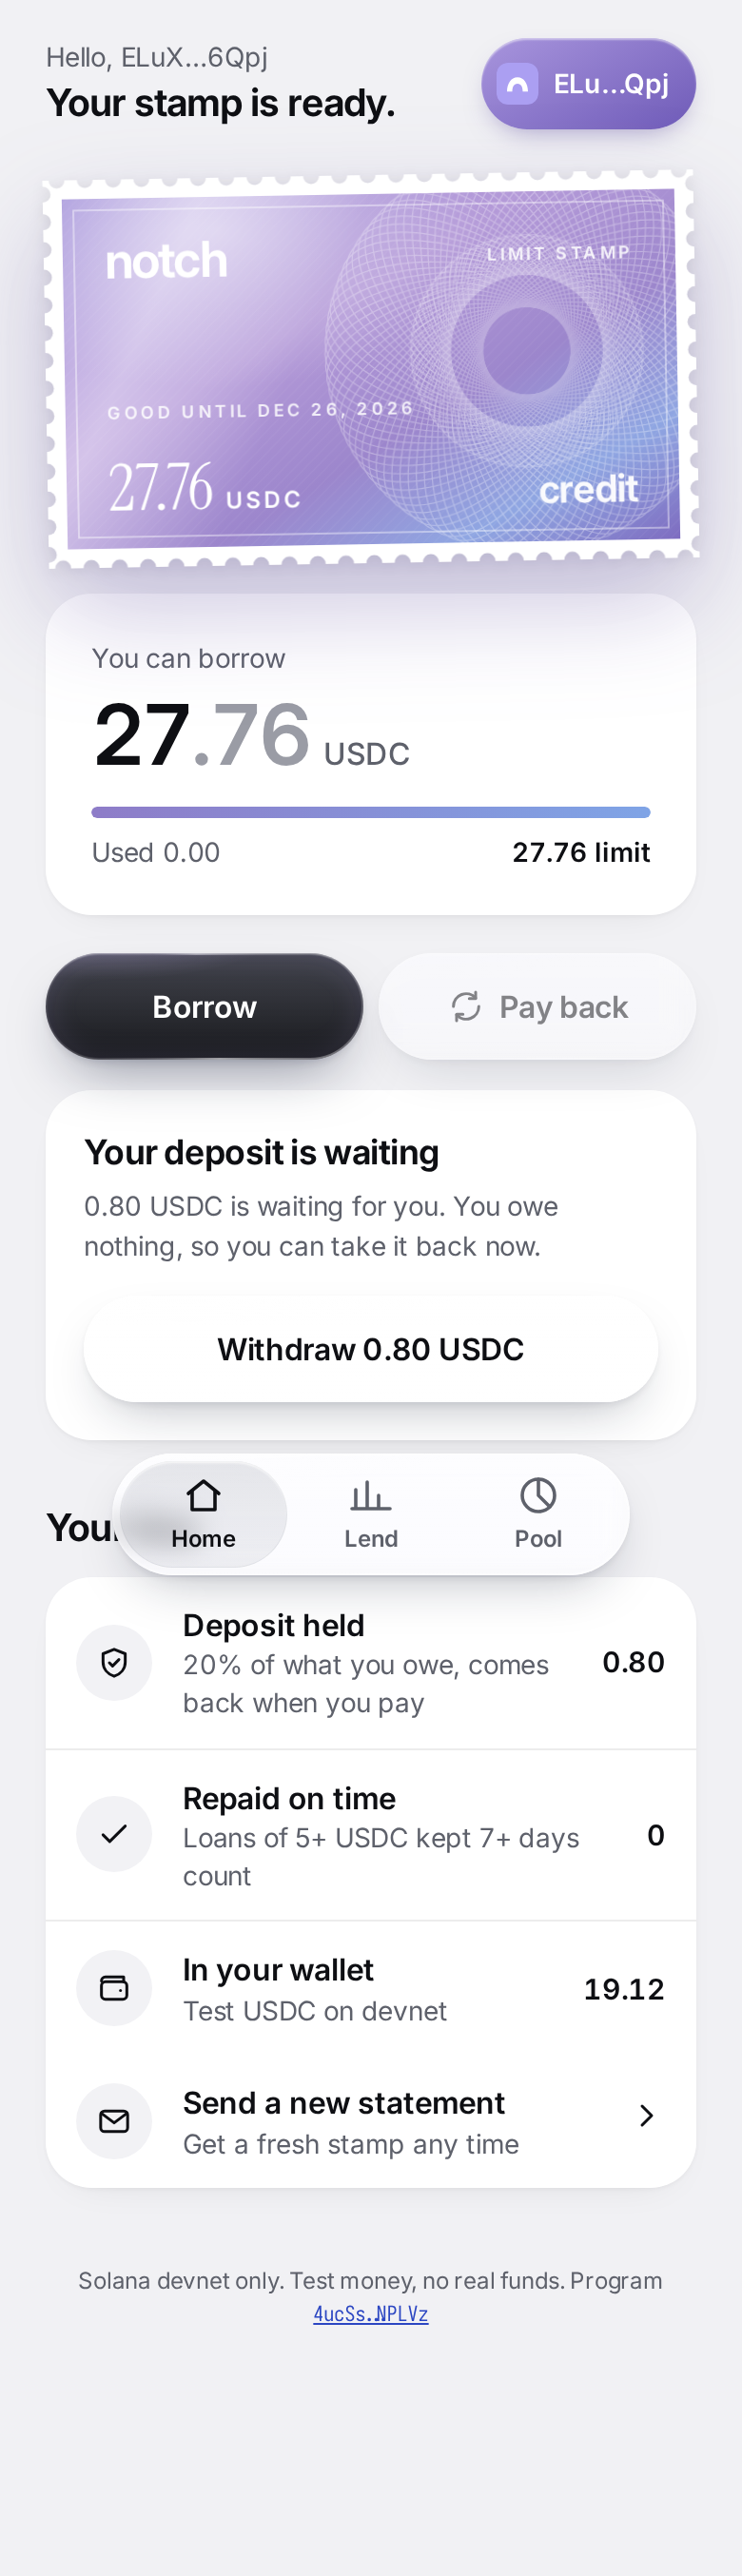 Hello, ELuX...6Qpj
Your stamp is ready.
ELu...Qpj
notch
LIMIT STAMP
GOOD UNTIL DEC 26, 2026
27.76 USDC
credit
You can borrow
27.76 USDC
Used 0.00
27.76 limit
Borrow
Pay back
Your deposit is waiting
0.80 USDC is waiting for you. You owe
nothing, so you can take it back now.
Withdraw 0.80 USDC
Home
Lend
Pool
Deposit held
20% of what you owe, comes
back when you pay
0.80
Repaid on time
Loans of 5+ USDC kept 7+ days
count
0
In your wallet
Test USDC on devnet
19.12
Send a new statement
Get a fresh stamp any time
Solana devnet only. Test money, no real funds. Program
4ucSs…NPLVz